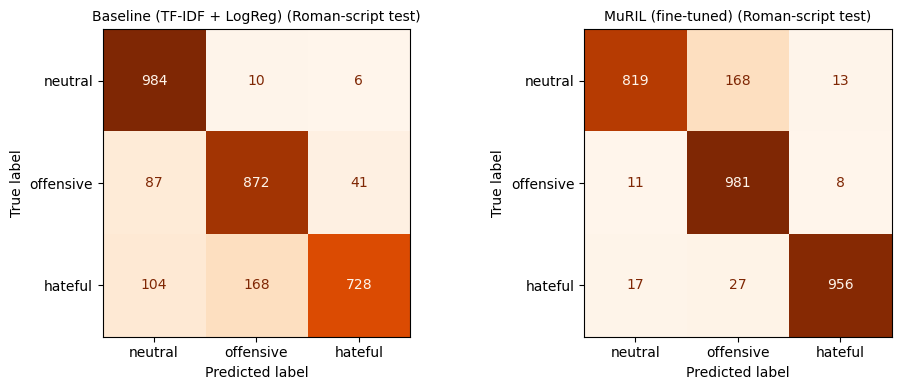 Baseline (TF-IDF + LogReg) (Roman-script test)
True label
neutral 984 10 6
offensive 87 872 41
hateful 104 168 728
neutral offensive hateful
Predicted label
MuRIL (fine-tuned) (Roman-script test)
True label
neutral 819 168 13
offensive 11 981 8
hateful 17 27 956
neutral offensive hateful
Predicted label